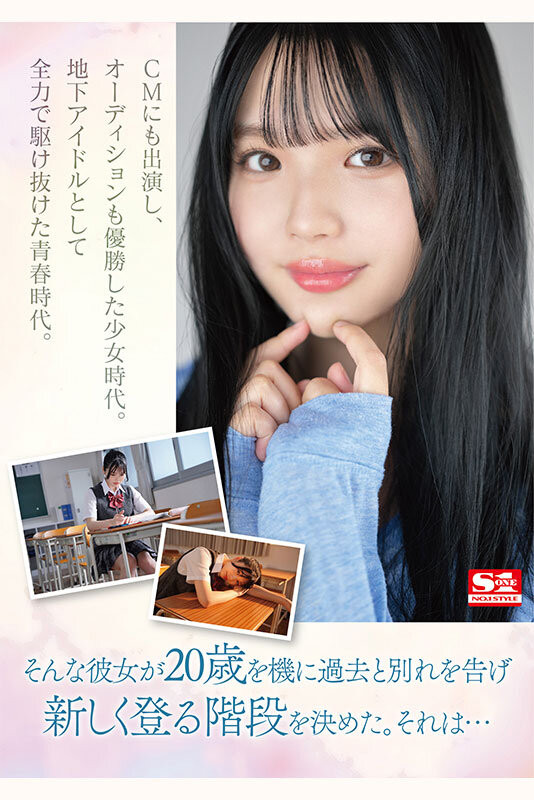 CMにも出演し、
オーディションも優勝した少女時代。
地下アイドルとして
全力で駆け抜けた青春時代。
S1
ONE
NO.1 STYLE
そんな彼女が20歳を機に過去と別れを告げ
新しく登る階段を決めた。それは…